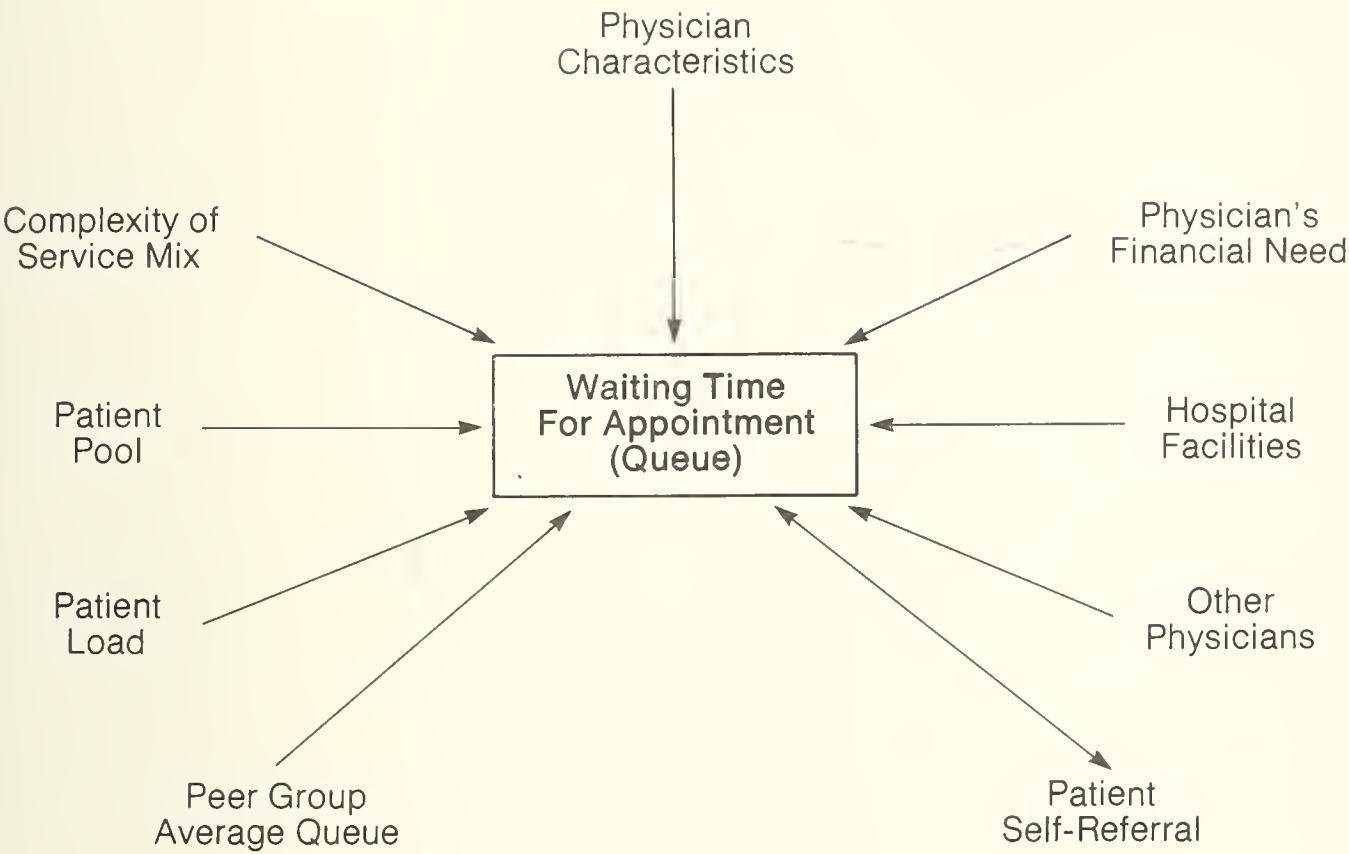 Physician
Characteristics
Complexity of
Service Mix
Physician's
Financial Need
Waiting Time
For Appointment
(Queue)
Patient
Pool
Hospital
Facilities
Patient
Load
Other
Physicians
Peer Group
Average Queue
Patient
Self-Referral